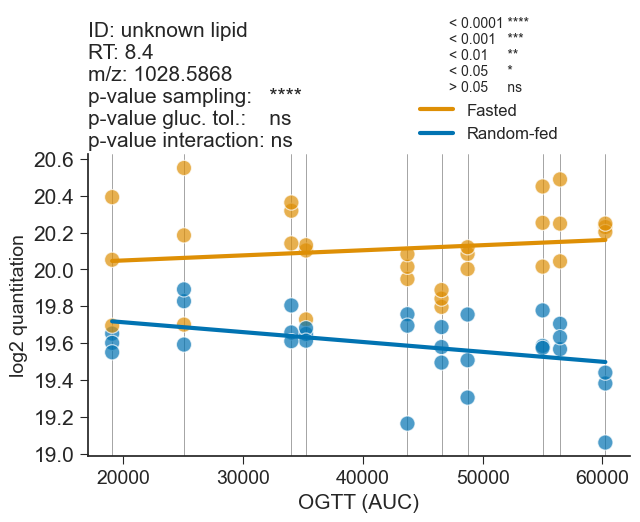 ID: unknown lipid
RT: 8.4
m/z: 1028.5868
p-value sampling: ****
p-value gluc. tol.: ns
p-value interaction: ns
< 0.0001 ****
< 0.001 ***
< 0.01 **
< 0.05 *
> 0.05 ns
Fasted
Random-fed
log2 quantitation
20.6
20.4
20.2
20.0
19.8
19.6
19.4
19.2
19.0
20000 30000 40000 50000 60000
OGTT (AUC)